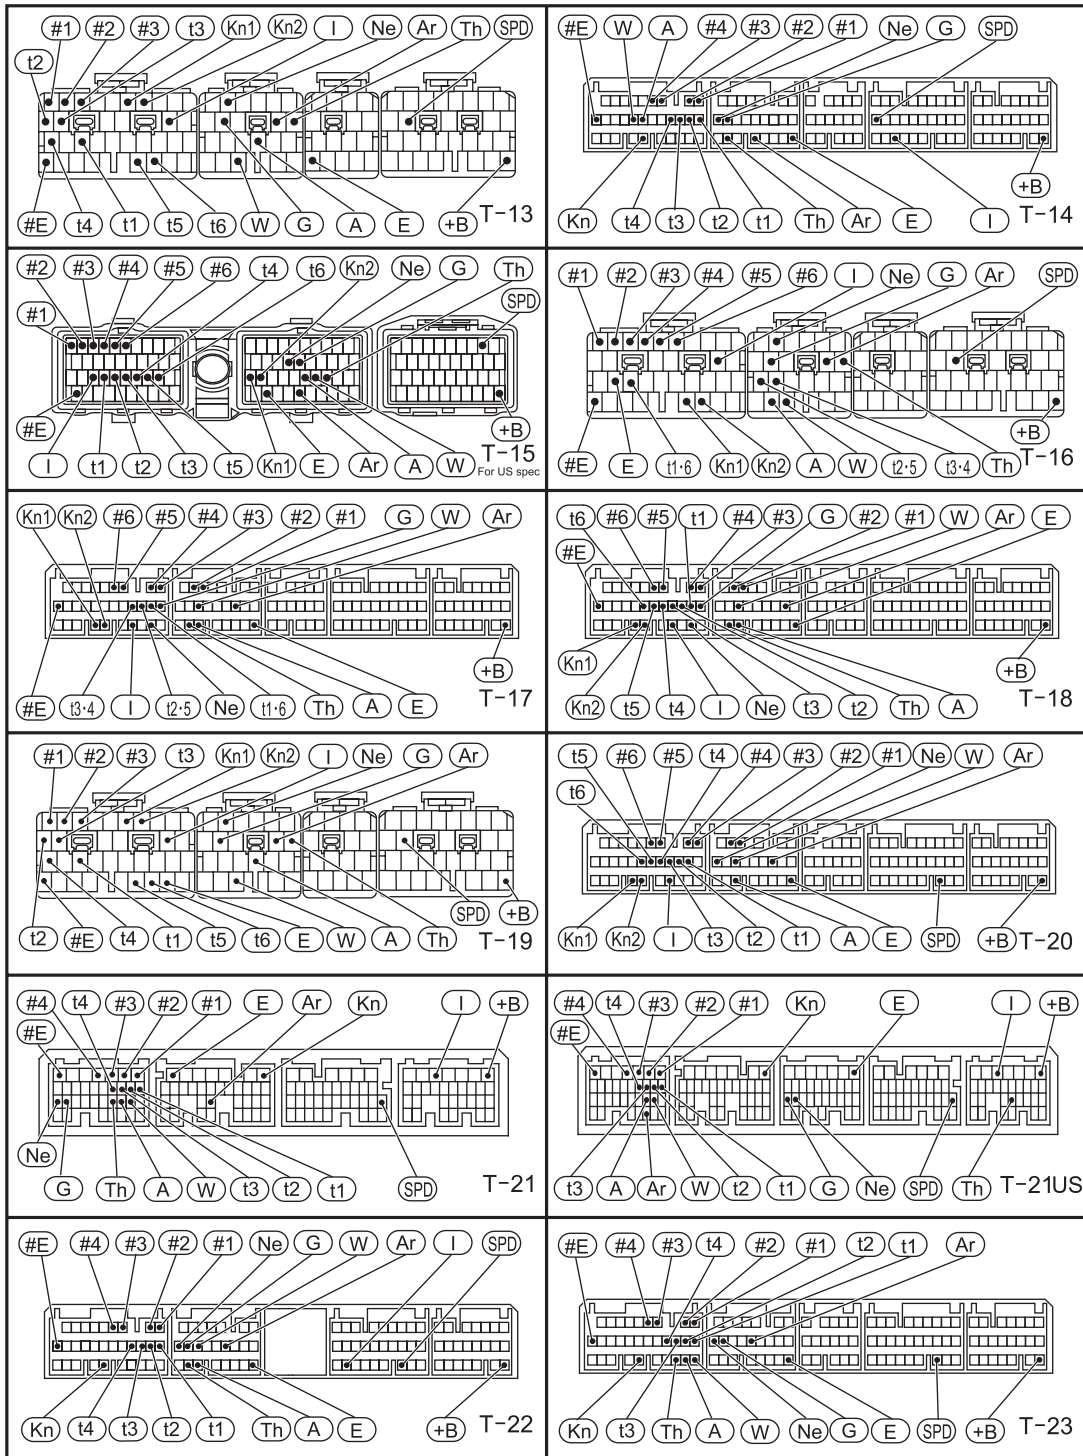 #1 #2 #3 t3 Kn1 Kn2 I Ne Ar Th SPD
t2
#E t4 t1 t5 t6 W G A E +B
T-13
#E W A #4 #3 #2 #1 Ne G SPD
+B
Kn t4 t3 t2 t1 Th Ar E I
T-14
#2 #3 #4 #5 #6 t4 t6 Kn2 Ne G Th
#1 SPD
#E +B
I t1 t2 t3 t5 Kn1 E Ar A W
T-15
For US spec
#1 #2 #3 #4 #5 #6 I Ne G Ar SPD
+B
#E E t1・6 Kn1 Kn2 A W t2・5 t3・4 Th
T-16
Kn1 Kn2 #6 #5 #4 #3 #2 #1 G W Ar
+B
#E t3・4 I t2・5 Ne t1・6 Th A E
T-17
t6 #6 #5 t1 #4 #3 G #2 #1 W Ar E
#E
Kn1 +B
Kn2 t5 t4 I Ne t3 t2 Th A
T-18
#1 #2 #3 t3 Kn1 Kn2 I Ne G Ar
SPD +B
t2 #E t4 t1 t5 t6 E W A Th
T-19
t5 #6 #5 t4 #4 #3 #2 #1 Ne W Ar
t6
Kn1 Kn2 I t3 t2 t1 A E SPD +B
T-20
#4 t4 #3 #2 #1 E Ar Kn I +B
#E
Ne
G Th A W t3 t2 t1 SPD
T-21
#4 t4 #3 #2 #1 Kn E I +B
#E
t3 A Ar W t2 t1 G Ne SPD Th
T-21US
#E #4 #3 #2 #1 Ne G W Ar I SPD
Kn t4 t3 t2 t1 Th A E +B
T-22
#E #4 #3 t4 #2 #1 t2 t1 Ar
Kn t3 Th A W Ne G E SPD +B
T-23